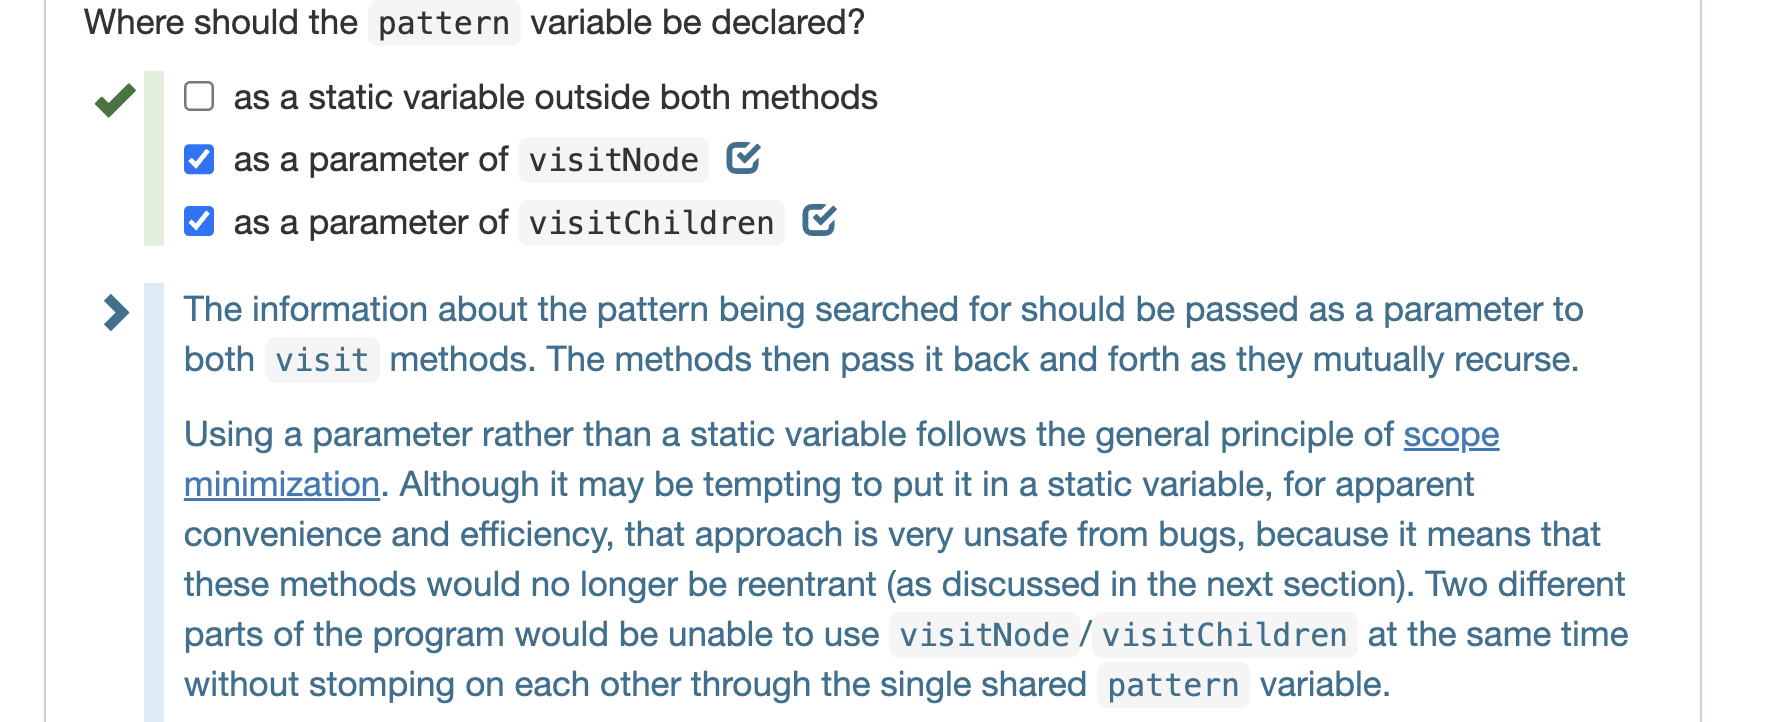 Where should the pattern variable be declared?
as a static variable outside both methods
as a parameter of visitNode
as a parameter of visitChildren
The information about the pattern being searched for should be passed as a parameter to
both visit methods. The methods then pass it back and forth as they mutually recurse.
Using a parameter rather than a static variable follows the general principle of scope
minimization. Although it may be tempting to put it in a static variable, for apparent
convenience and efficiency, that approach is very unsafe from bugs, because it means that
these methods would no longer be reentrant (as discussed in the next section). Two different
parts of the program would be unable to use visitNode/visitChildren at the same time
without stomping on each other through the single shared pattern variable.